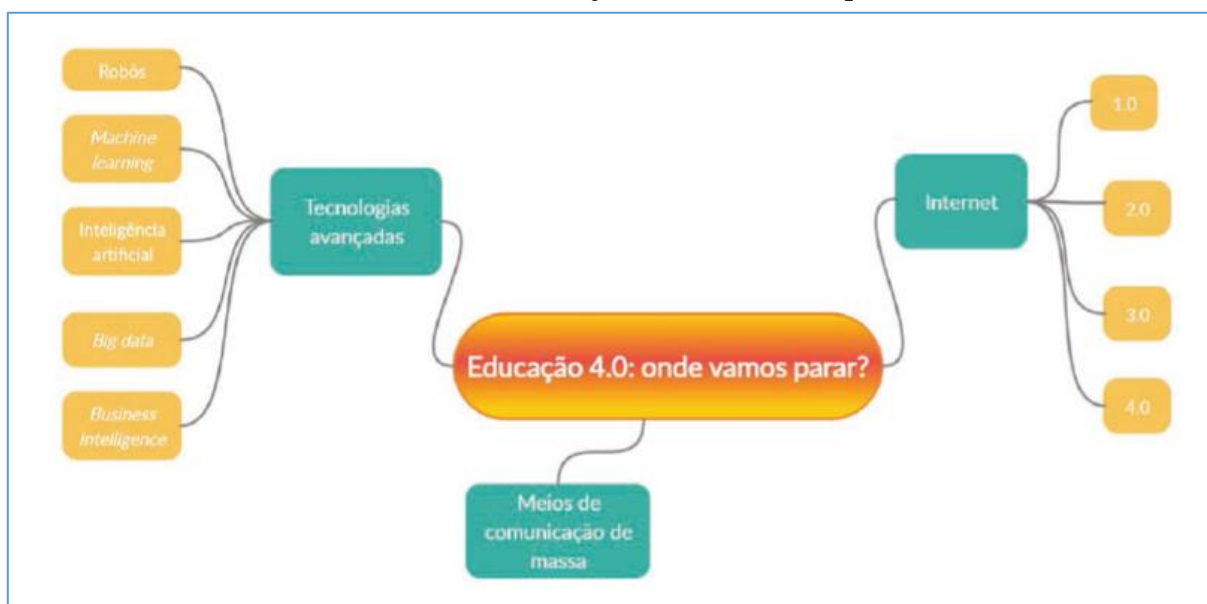 Robôs
Machine
learning
Inteligência
artificial
Big data
Business
intelligence
Tecnologias
avançadas
Educação 4.0: onde vamos parar?
Meios de
comunicação de
massa
Internet
1.0
2.0
3.0
4.0